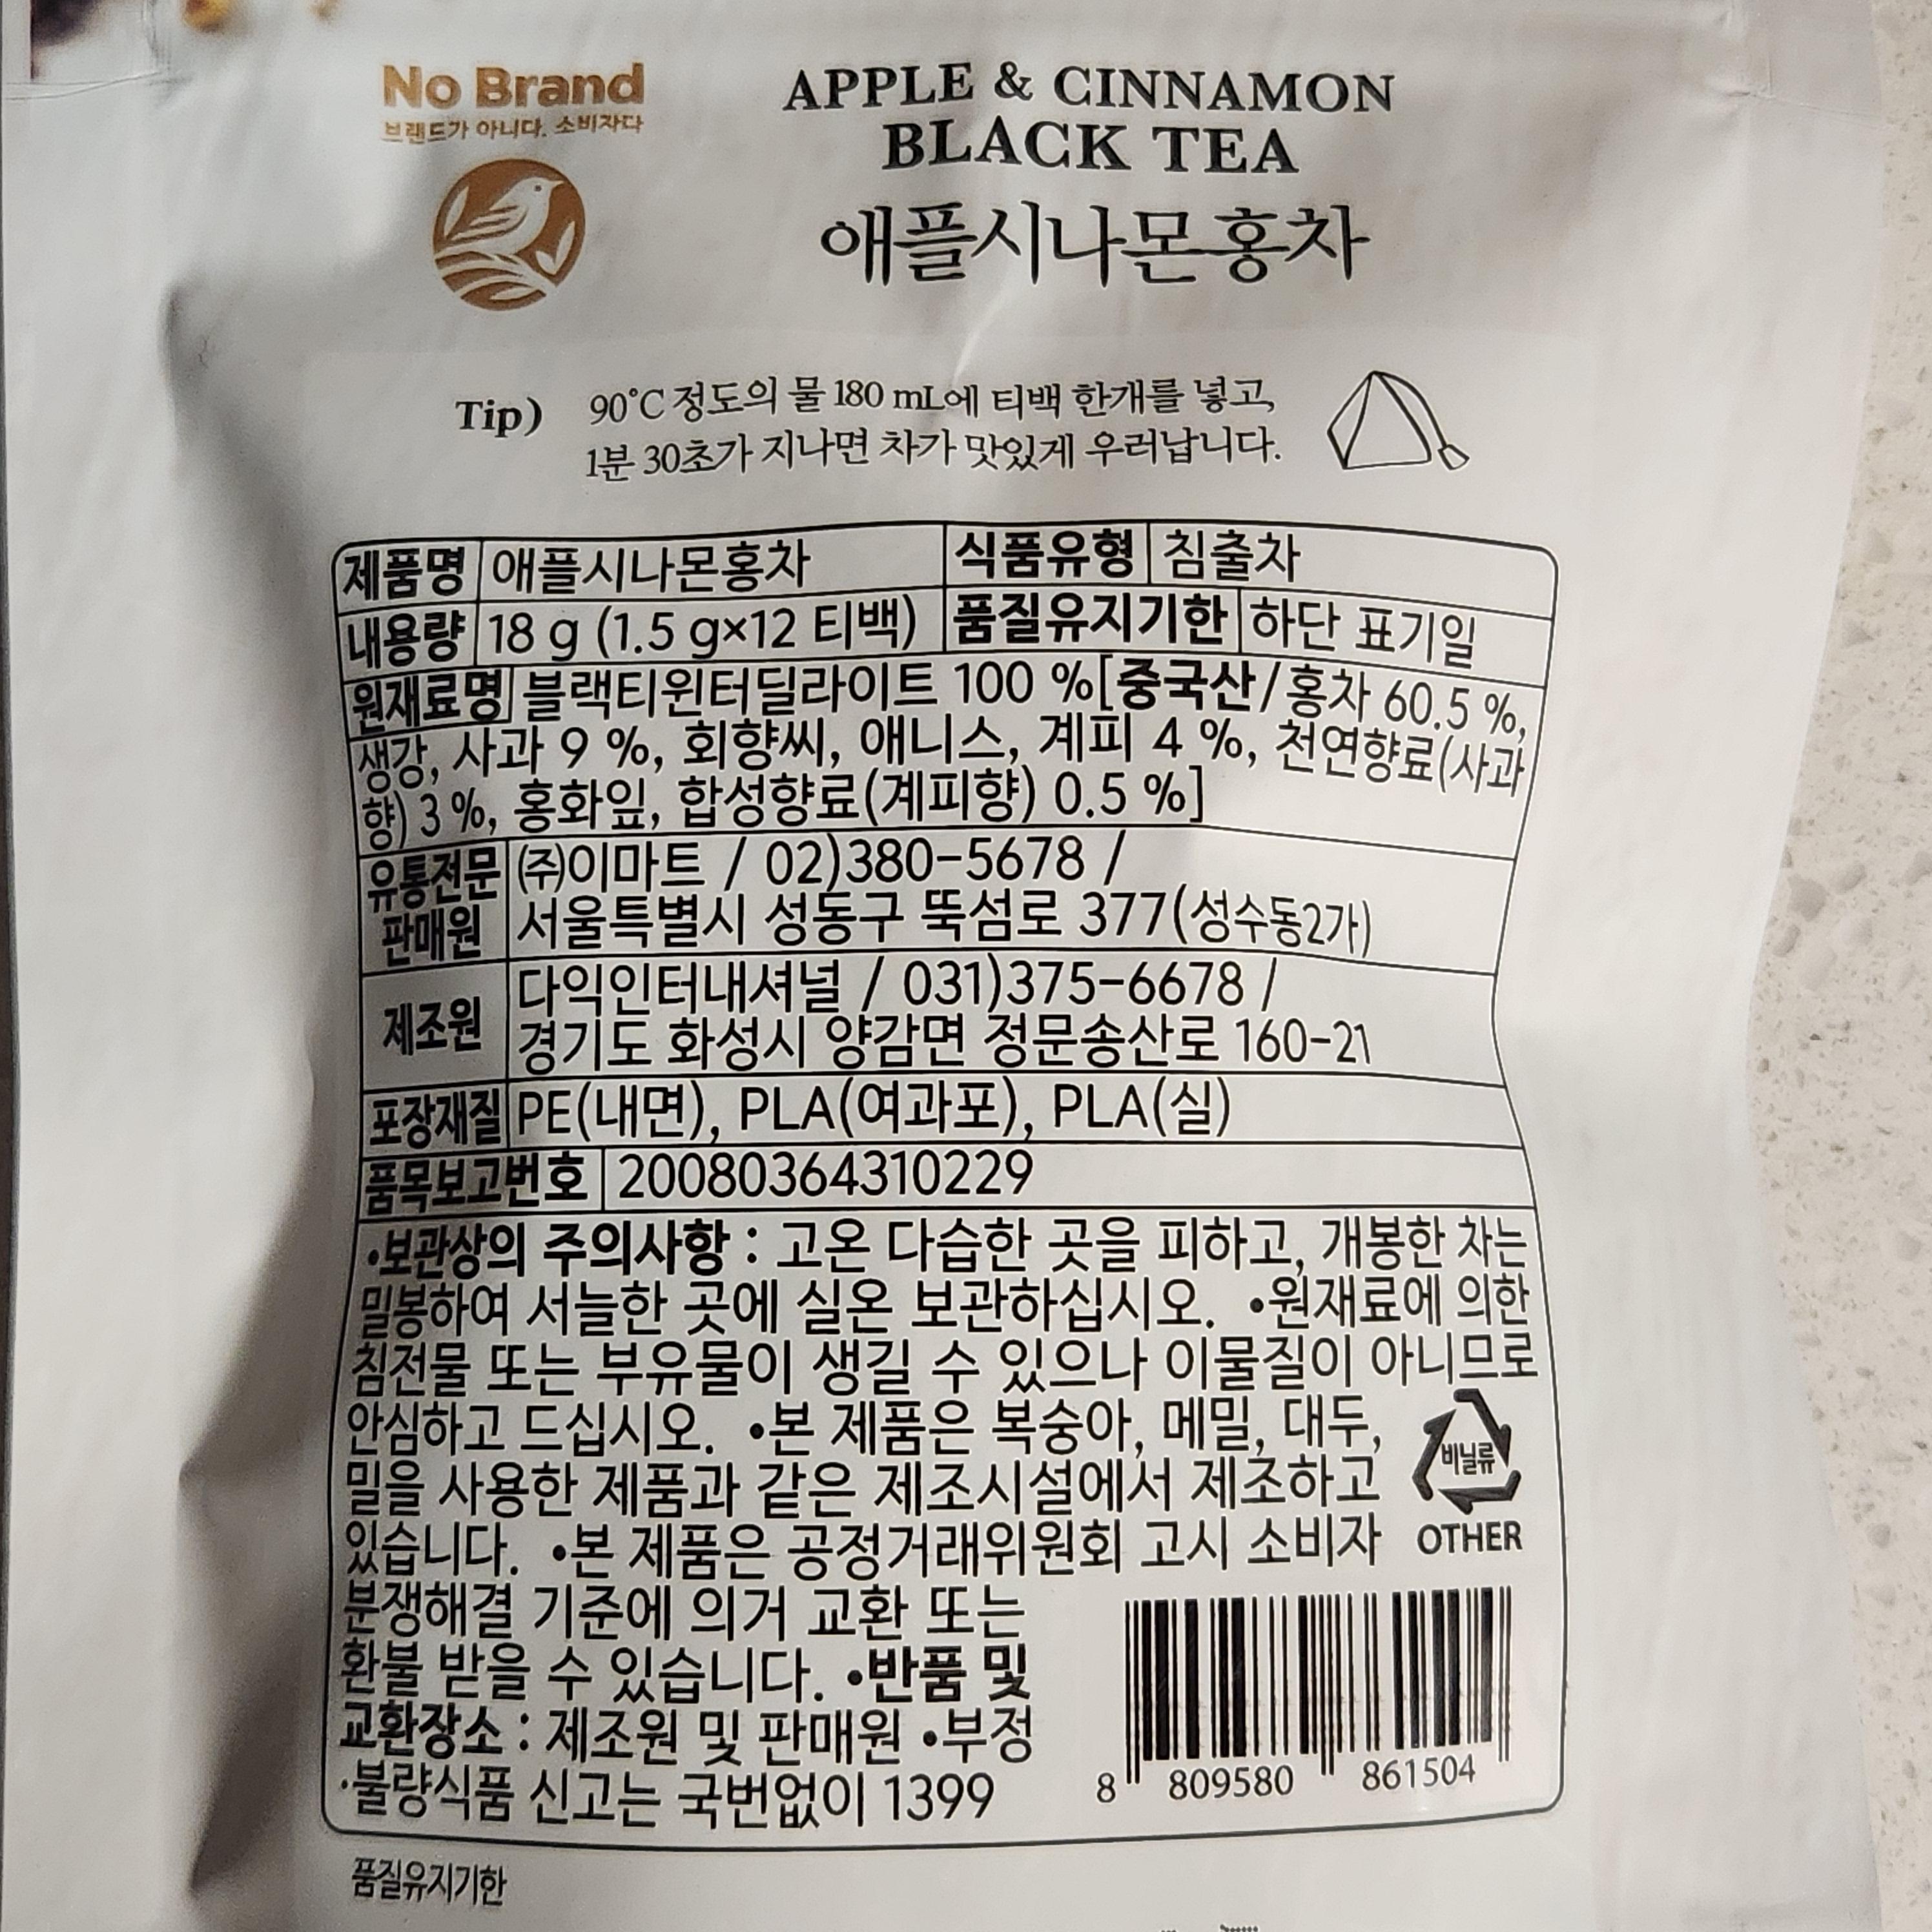 No Brand
브랜드가 아니다. 소비자다
APPLE & CINNAMON
BLACK TEA
애플시나몬홍차
Tip) 90°C 정도의 물 180 mL에 티백 한개를 넣고,
1분 30초가 지나면 차가 맛있게 우러납니다.
제품명 애플시나몬홍차 식품유형 침출차
내용량 18 g (1.5 g×12 티백) 품질유지기한 하단 표기일
원재료명 블랙티윈터딜라이트 100 %[중국산/홍차 60.5 %,
생강, 사과 9 %, 회향씨, 애니스, 계피 4 %, 천연향료(사과
향) 3 %, 홍화잎, 합성향료(계피향) 0.5 %]
유통전문 ㈜이마트 / 02)380-5678 /
판매원 서울특별시 성동구 뚝섬로 377(성수동2가)
제조원 다익인터내셔널 / 031)375-6678 /
경기도 화성시 양감면 정문송산로 160-21
포장재질 PE(내면), PLA(여과포), PLA(실)
품목보고번호 20080364310229
•보관상의 주의사항 : 고온 다습한 곳을 피하고, 개봉한 차는
밀봉하여 서늘한 곳에 실온 보관하십시오. •원재료에 의한
침전물 또는 부유물이 생길 수 있으나 이물질이 아니므로
안심하고 드십시오. •본 제품은 복숭아, 메밀, 대두,
밀을 사용한 제품과 같은 제조시설에서 제조하고
있습니다. •본 제품은 공정거래위원회 고시 소비자
분쟁해결 기준에 의거 교환 또는
환불 받을 수 있습니다. •반품 및
교환장소 : 제조원 및 판매원 •부정
·불량식품 신고는 국번없이 1399
비닐류
OTHER
8 809580 861504
품질유지기한